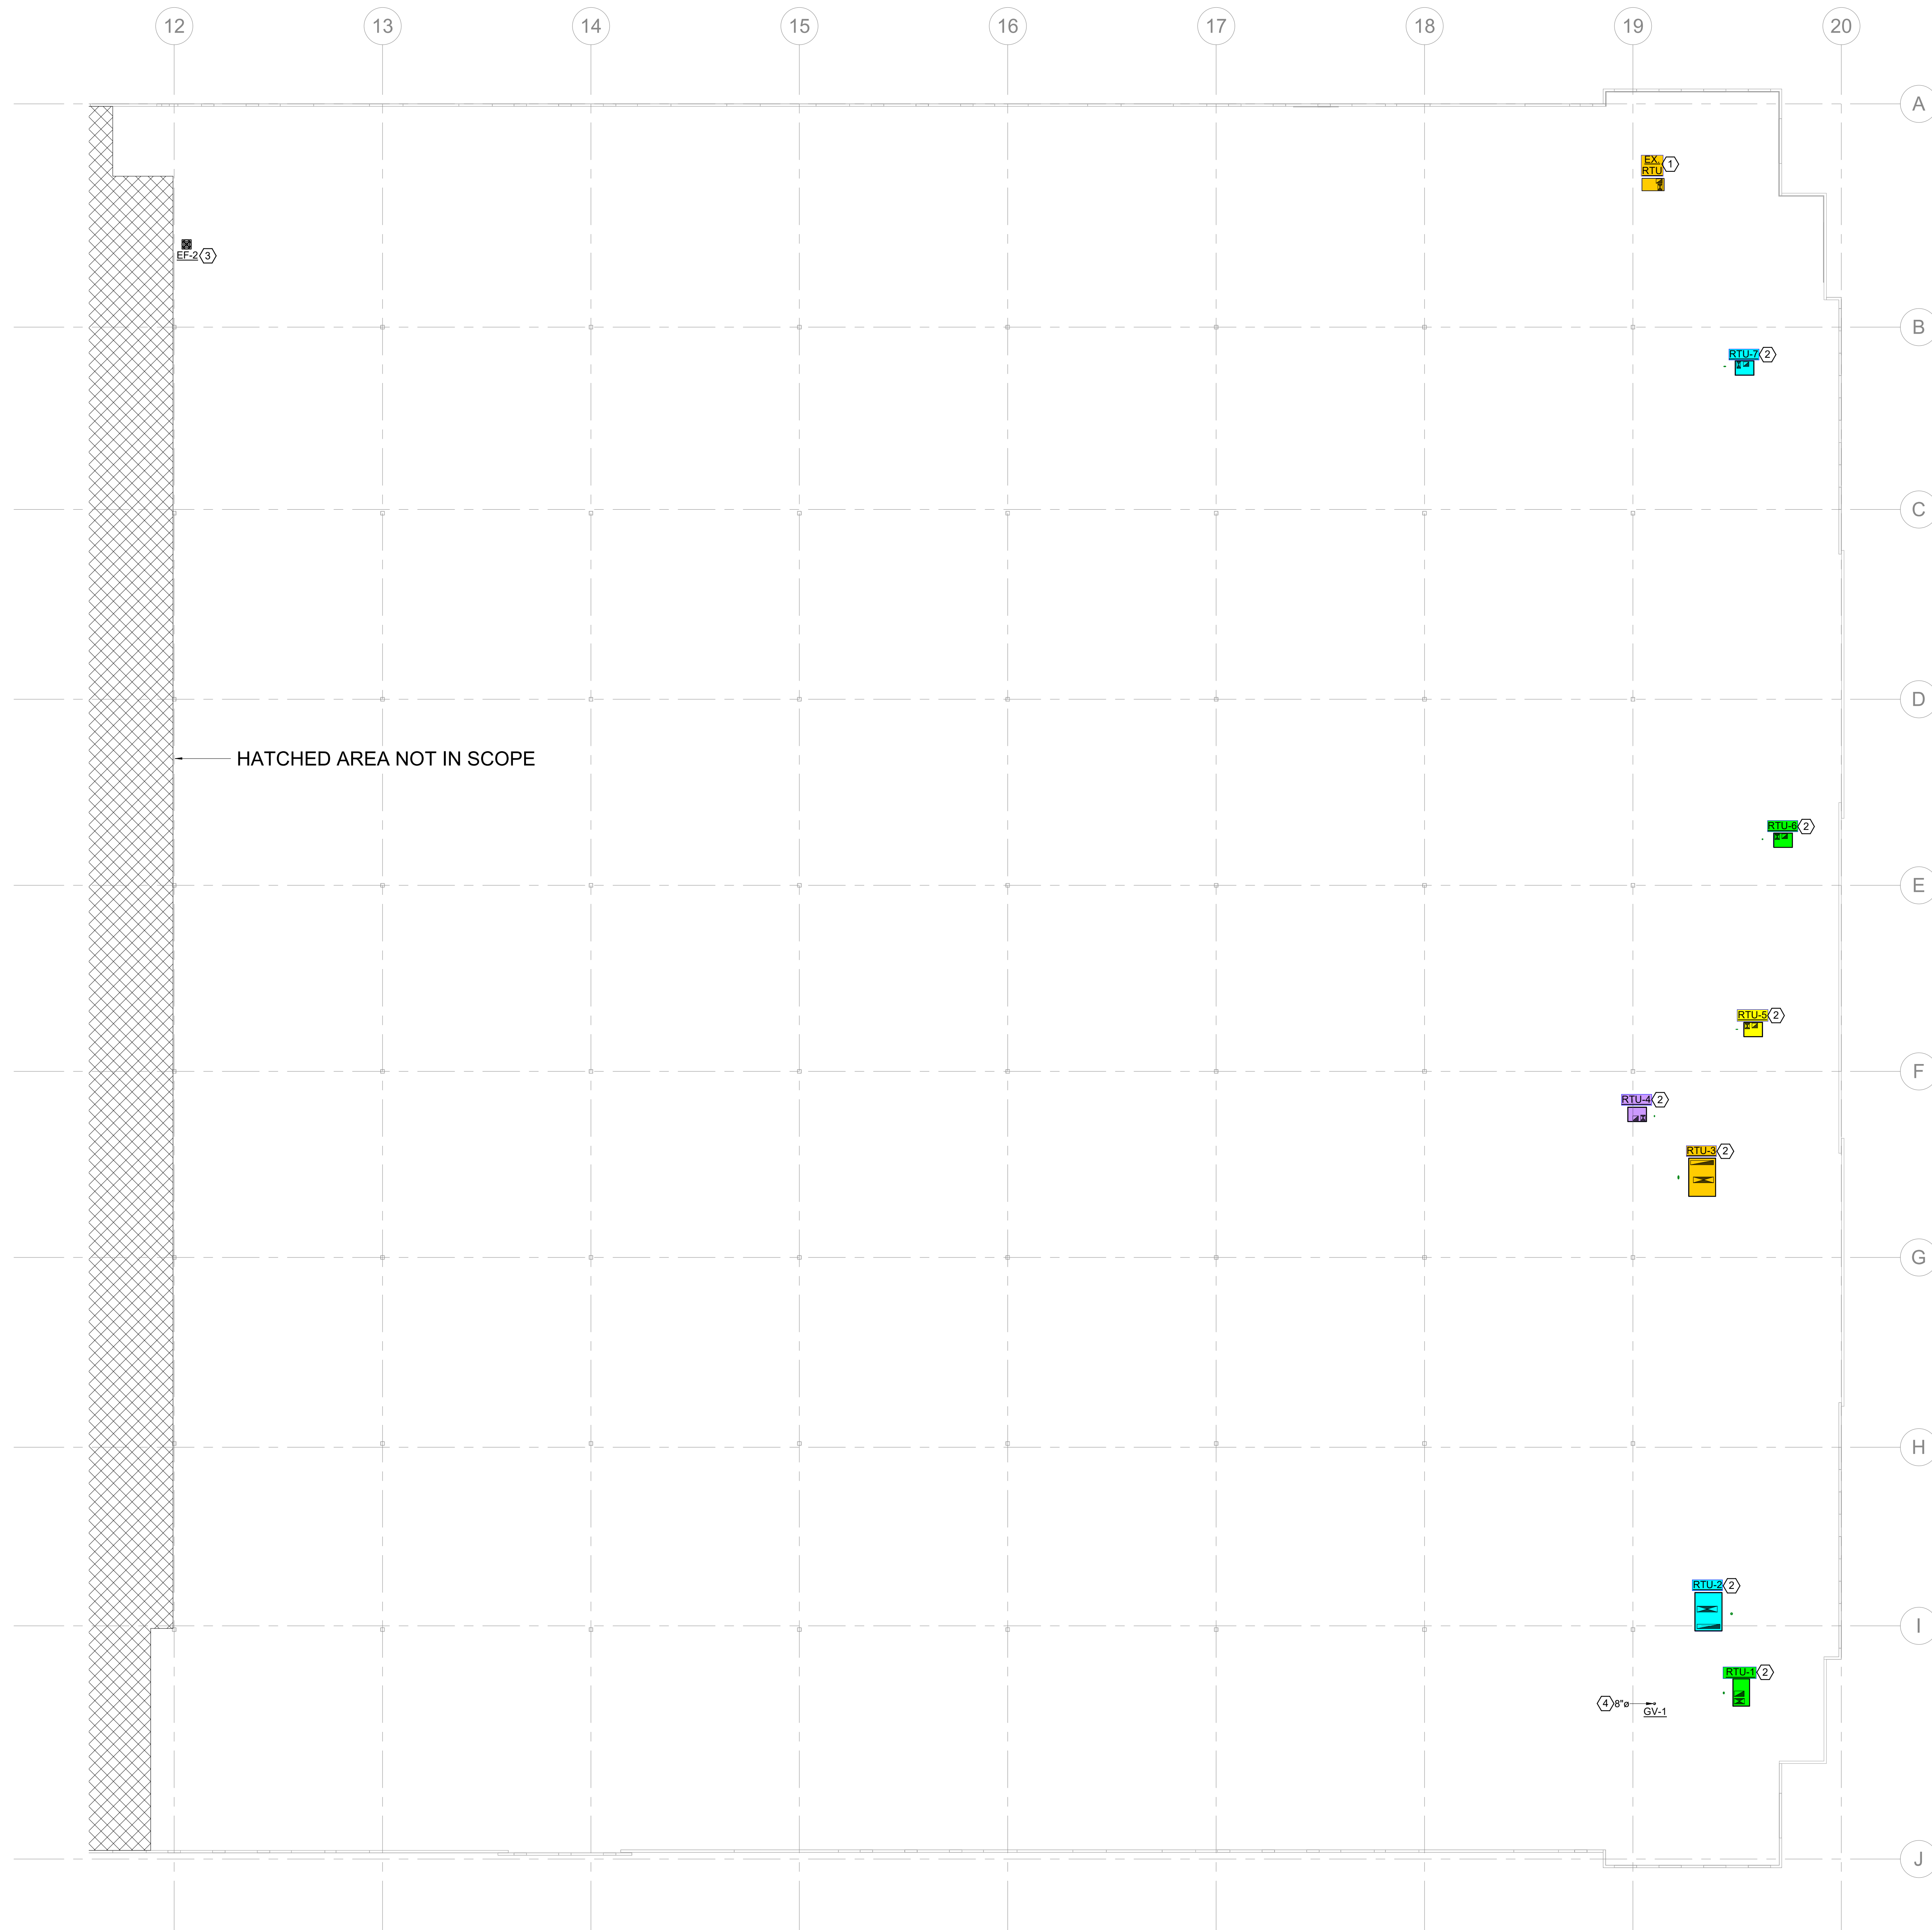 12 13 14 15 16 17 18 19 20
A
EX. 1
RTU
EF-2 3
B
RTU-7 2
C
D
HATCHED AREA NOT IN SCOPE
RTU-6 2
E
RTU-5 2
F
RTU-4 2
RTU-3 2
G
H
RTU-2 2
I
RTU-1 2
4 8"ø
GV-1
J